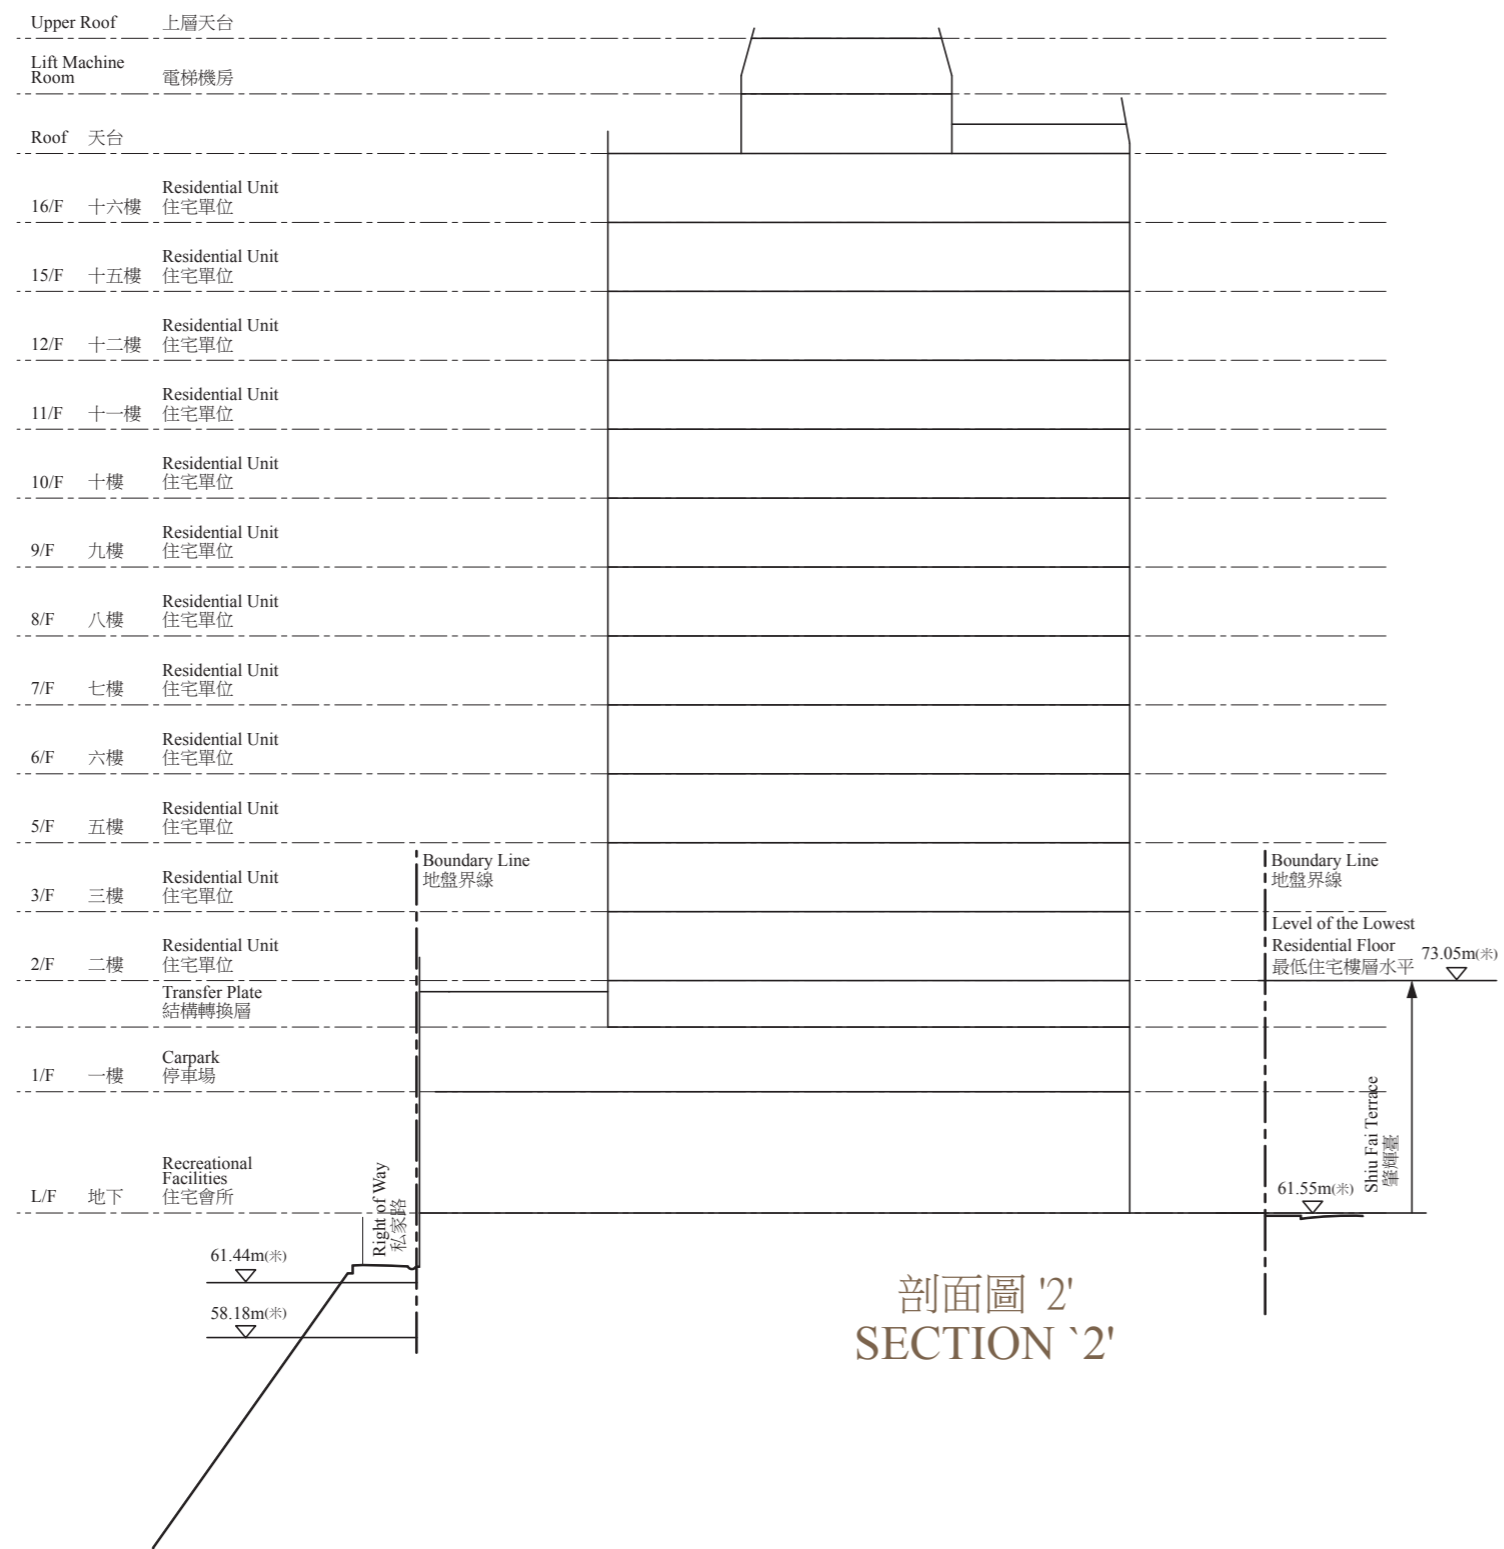 Upper Roof 上層天台
Lift Machine
Room 電梯機房
Roof 天台
Residential Unit
16/F 十六樓 住宅單位
Residential Unit
15/F 十五樓 住宅單位
Residential Unit
12/F 十二樓 住宅單位
Residential Unit
11/F 十一樓 住宅單位
Residential Unit
10/F 十樓 住宅單位
Residential Unit
9/F 九樓 住宅單位
Residential Unit
8/F 八樓 住宅單位
Residential Unit
7/F 七樓 住宅單位
Residential Unit
6/F 六樓 住宅單位
Residential Unit
5/F 五樓 住宅單位
Boundary Line
地盤界線
Boundary Line
地盤界線
Residential Unit
3/F 三樓 住宅單位
Level of the Lowest
Residential Floor
最低住宅樓層水平
73.05m(米)
Residential Unit
2/F 二樓 住宅單位
Transfer Plate
結構轉換層
Carpark
1/F 一樓 停車場
Shiu Fai Terrace
肇輝臺
Recreational
Facilities
L/F 地下 住宅會所
Right of Way
私家路
61.55m(米)
61.44m(米)
58.18m(米)
剖面圖 '2'
SECTION `2'